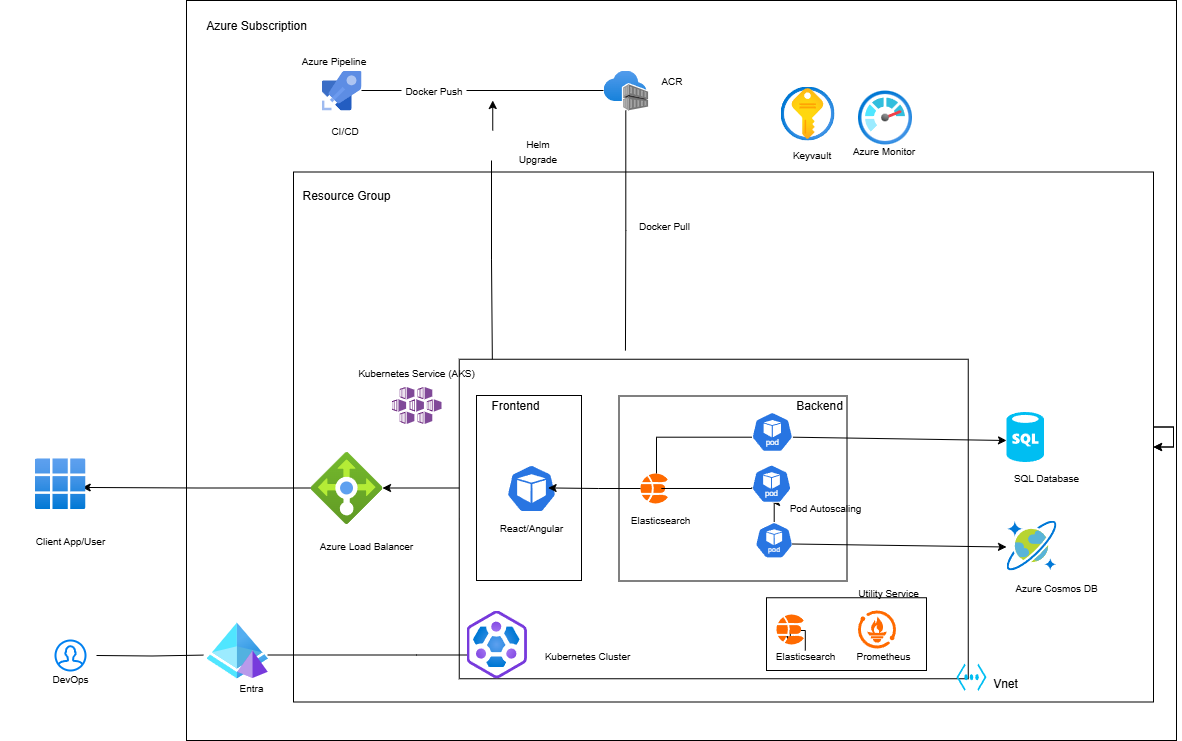 Azure Subscription
Azure Pipeline
Docker Push
ACR
CI/CD
Helm
Upgrade
Keyvault
Azure Monitor
Resource Group
Docker Pull
Kubernetes Service (AKS)
Frontend
Backend
pod
SQL
SQL Database
pod
Pod Autoscaling
Elasticsearch
React/Angular
Client App/User
Azure Load Balancer
pod
Azure Cosmos DB
Utility Service
Elasticsearch
Prometheus
Kubernetes Cluster
DevOps
Entra
Vnet